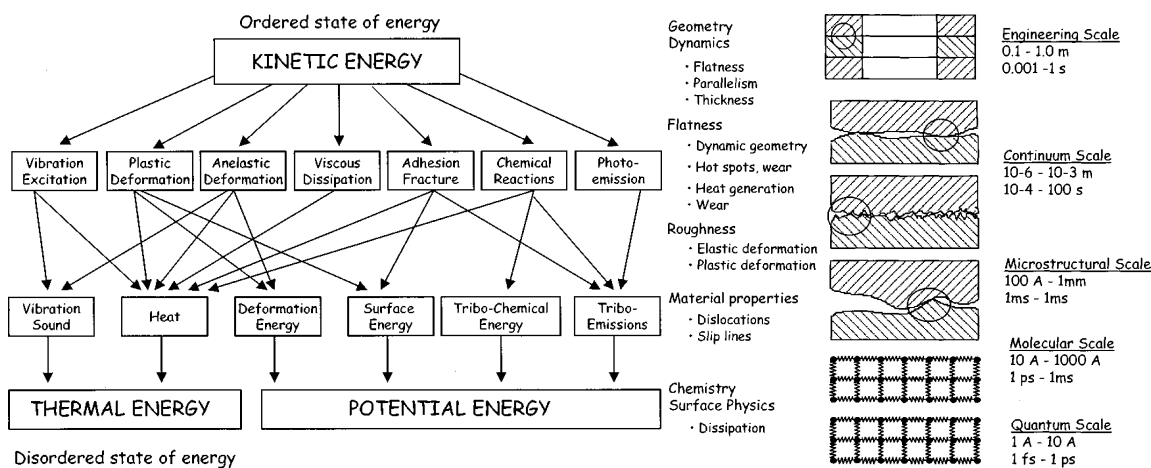 Ordered state of energy
KINETIC ENERGY
Vibration
Excitation
Plastic
Deformation
Anelastic
Deformation
Viscous
Dissipation
Adhesion
Fracture
Chemical
Reactions
Photo-
emission
Vibration
Sound
Heat
Deformation
Energy
Surface
Energy
Tribo-Chemical
Energy
Tribo-
Emissions
THERMAL ENERGY
POTENTIAL ENERGY
Disordered state of energy
Geometry
Dynamics
• Flatness
• Parallelism
• Thickness
Flatness
• Dynamic geometry
• Hot spots, wear
• Heat generation
• Wear
Roughness
• Elastic deformation
• Plastic deformation
Material properties
• Dislocations
• Slip lines
Chemistry
Surface Physics
• Dissipation
Engineering Scale
0.1 - 1.0 m
0.001 -1 s
Continuum Scale
10-6 - 10-3 m
10-4 - 100 s
Microstructural Scale
100 A - 1mm
1ms - 1ms
Molecular Scale
10 A - 1000 A
1 ps - 1ms
Quantum Scale
1 A - 10 A
1 fs - 1 ps